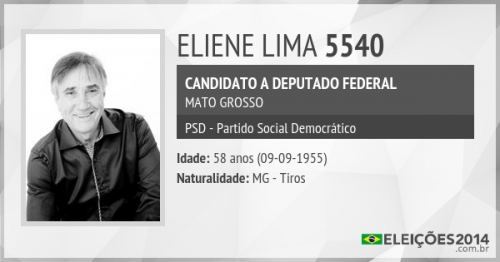 ELIENE LIMA 5540
CANDIDATO A DEPUTADO FEDERAL
MATO GROSSO
PSD - Partido Social Democrático
Idade: 58 anos (09-09-1955)
Naturalidade: MG - Tiros
ELEIÇÕES2014
.com.br